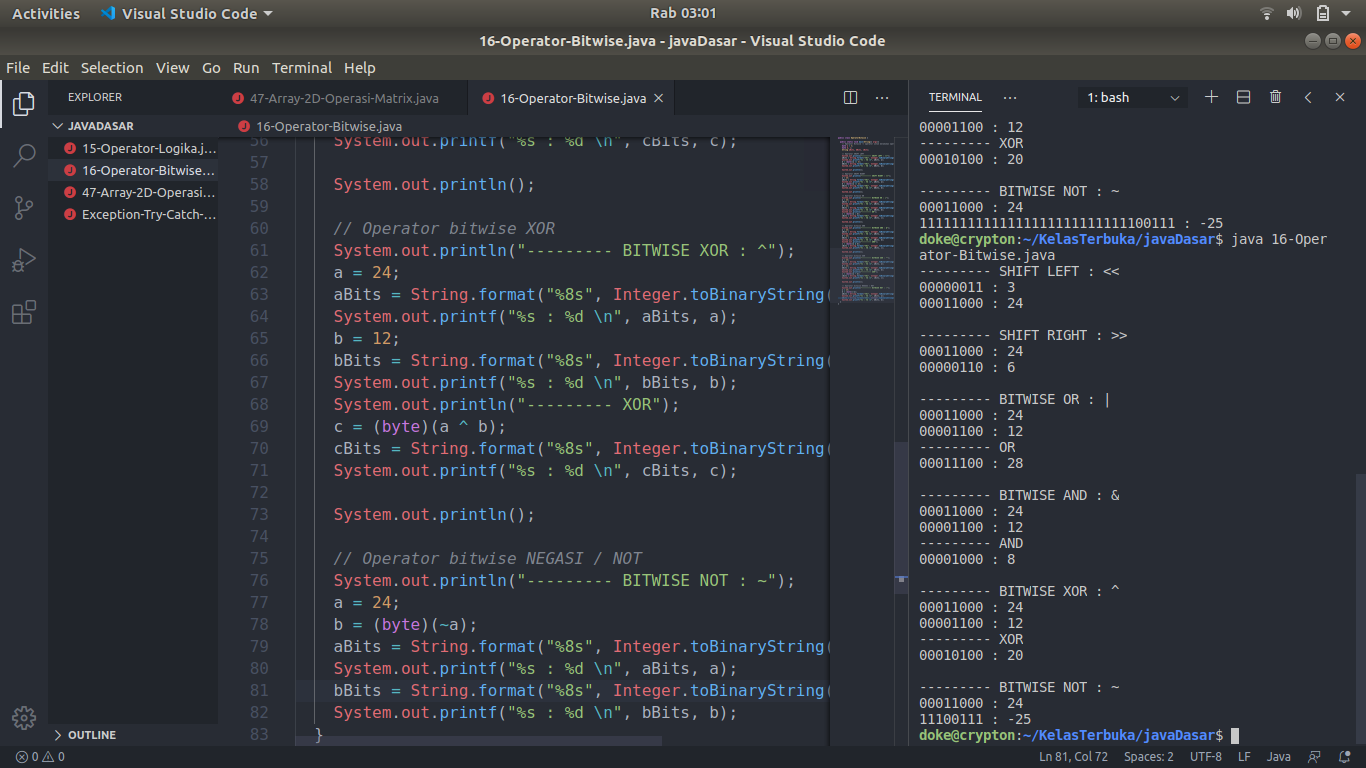 Activities Visual Studio Code Rab 03:01
16-Operator-Bitwise.java - javaDasar - Visual Studio Code
File Edit Selection View Go Run Terminal Help
EXPLORER
JAVADASAR
15-Operator-Logika.j...
16-Operator-Bitwise...
47-Array-2D-Operasi...
Exception-Try-Catch-...
OUTLINE
47-Array-2D-Operasi-Matrix.java 16-Operator-Bitwise.java
16-Operator-Bitwise.java
56 System.out.printf("%s : %d \n", cBits, c);
57
58 System.out.println();
59
60 // Operator bitwise XOR
61 System.out.println("--------- BITWISE XOR : ^");
62 a = 24;
63 aBits = String.format("%8s", Integer.toBinaryString(
64 System.out.printf("%s : %d \n", aBits, a);
65 b = 12;
66 bBits = String.format("%8s", Integer.toBinaryString(
67 System.out.printf("%s : %d \n", bBits, b);
68 System.out.println("--------- XOR");
69 c = (byte)(a ^ b);
70 cBits = String.format("%8s", Integer.toBinaryString(
71 System.out.printf("%s : %d \n", cBits, c);
72
73 System.out.println();
74
75 // Operator bitwise NEGASI / NOT
76 System.out.println("--------- BITWISE NOT : ~");
77 a = 24;
78 b = (byte)(~a);
79 aBits = String.format("%8s", Integer.toBinaryString(
80 System.out.printf("%s : %d \n", aBits, a);
81 bBits = String.format("%8s", Integer.toBinaryString(
82 System.out.printf("%s : %d \n", bBits, b);
83 }
TERMINAL 1: bash
00001100 : 12
--------- XOR
00010100 : 20
--------- BITWISE NOT : ~
00011000 : 24
11111111111111111111111111100111 : -25
doke@crypton:~/KelasTerbuka/javaDasar$ java 16-Oper
ator-Bitwise.java
--------- SHIFT LEFT : <<
00000011 : 3
00011000 : 24
--------- SHIFT RIGHT : >>
00011000 : 24
00000110 : 6
--------- BITWISE OR : |
00011000 : 24
00001100 : 12
--------- OR
00011100 : 28
--------- BITWISE AND : &
00011000 : 24
00001100 : 12
--------- AND
00001000 : 8
--------- BITWISE XOR : ^
00011000 : 24
00001100 : 12
--------- XOR
00010100 : 20
--------- BITWISE NOT : ~
00011000 : 24
11100111 : -25
doke@crypton:~/KelasTerbuka/javaDasar$
0 0 Ln 81, Col 72 Spaces: 2 UTF-8 LF Java